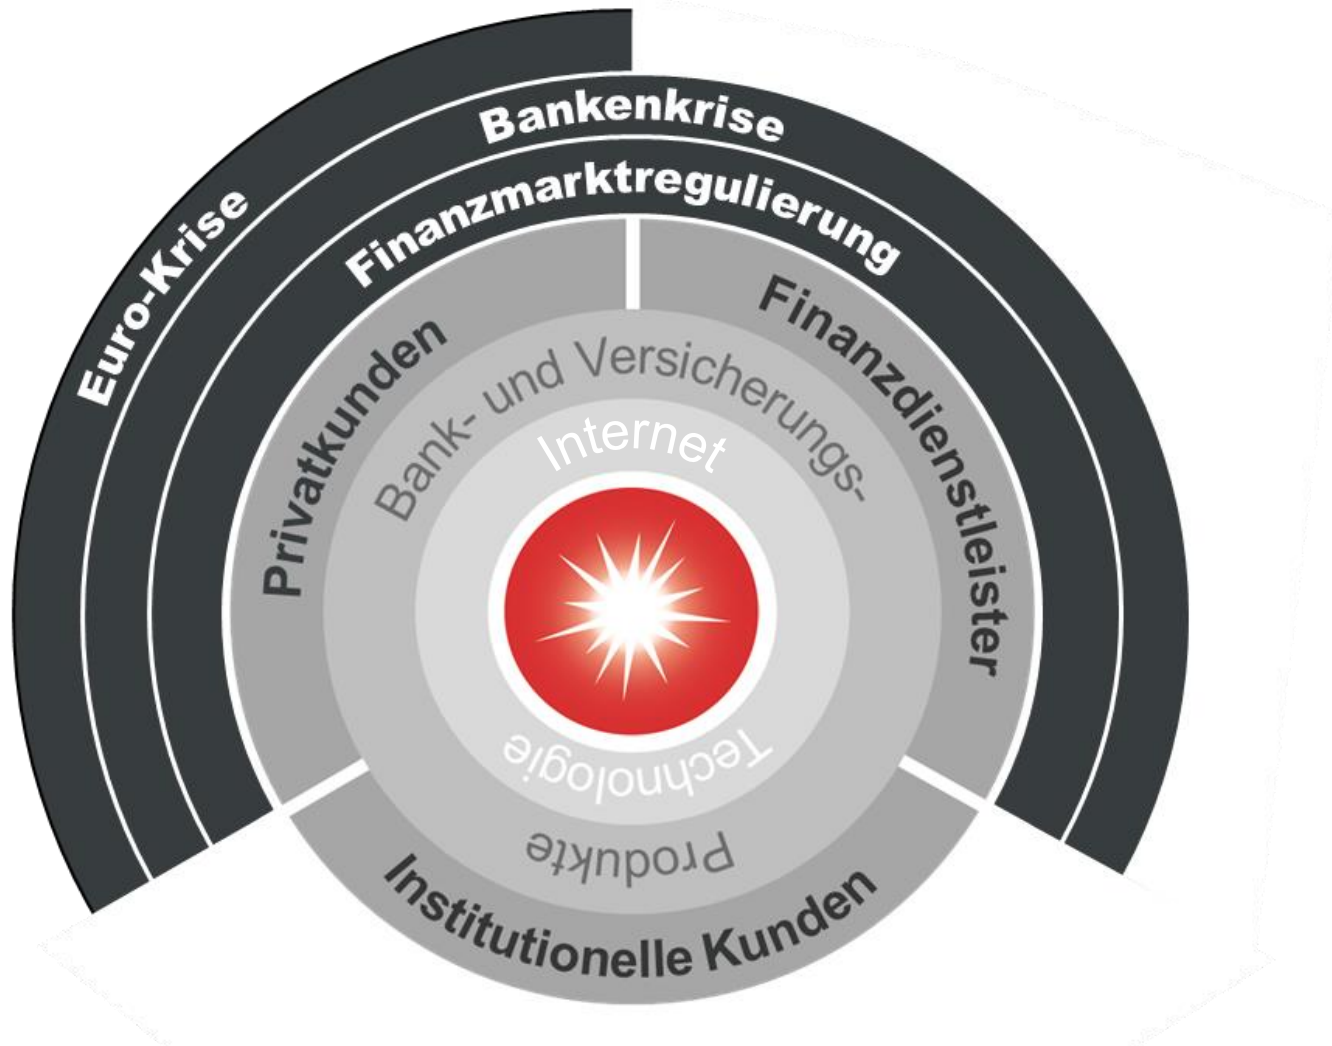 Euro-Krise
Bankenkrise
Finanzmarktregulierung
Privatkunden
Finanzdienstleister
Bank- und Versicherungs-
Internet
Technologie
Produkte
Institutionelle Kunden